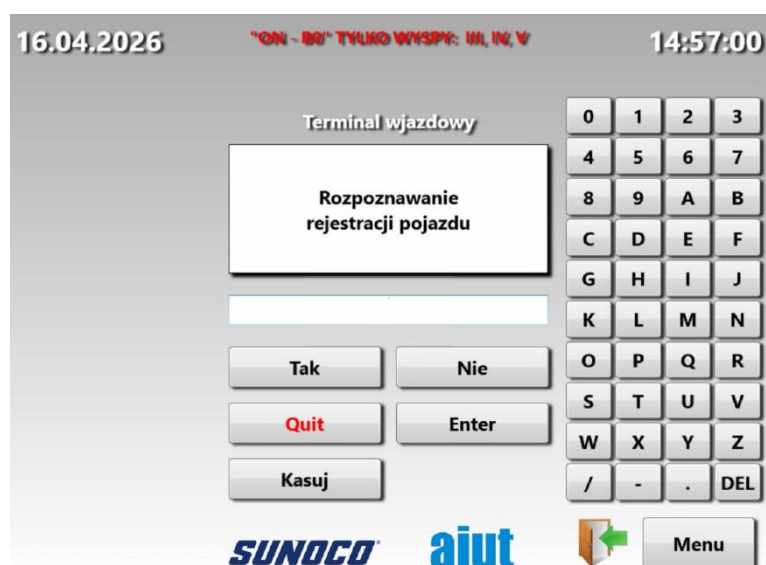 16.04.2026
"ON - B0" TYLKO WYSPY: III, IV, V
14:57:00
Terminal wjazdowy
Rozpoznawanie
rejestracji pojazdu
0 1 2 3
4 5 6 7
8 9 A B
C D E F
G H I J
K L M N
O P Q R
S T U V
W X Y Z
/ - . DEL
Tak Nie
Quit Enter
Kasuj
SUNOCO
aiut
Menu